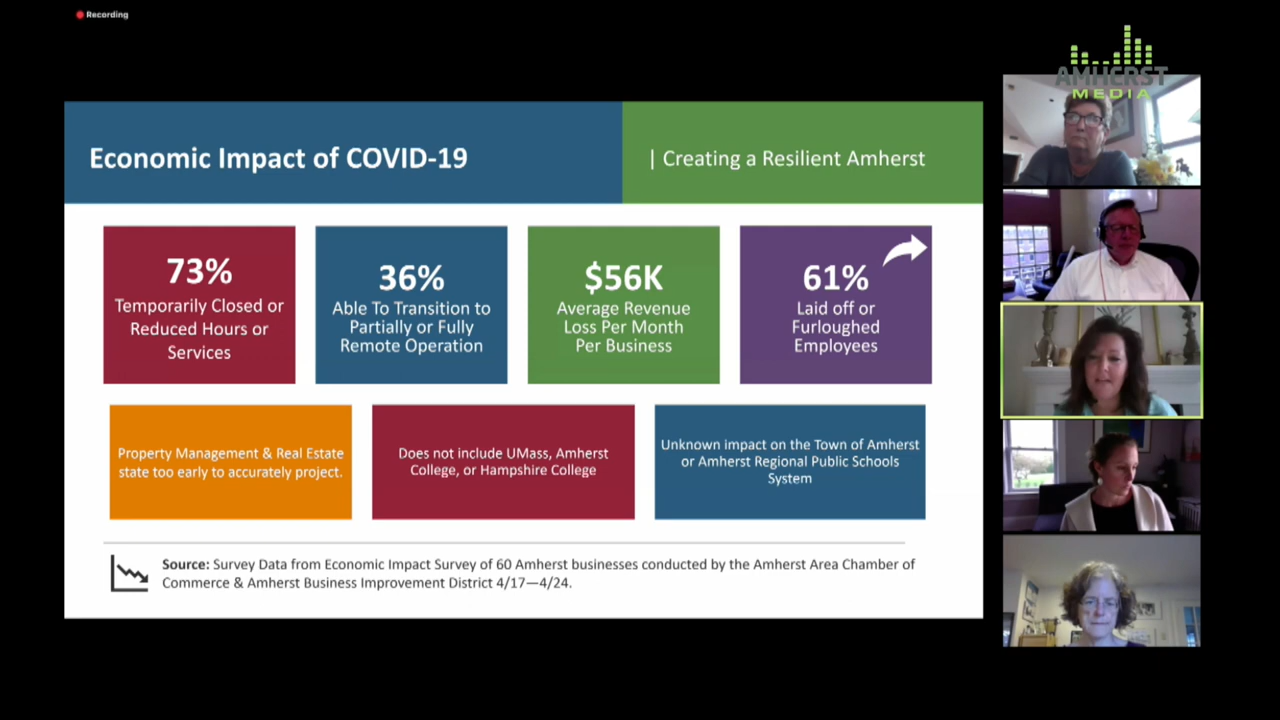 Recording
AMHERST
MEDIA
Economic Impact of COVID-19
| Creating a Resilient Amherst
73%
Temporarily Closed or
Reduced Hours or
Services
36%
Able To Transition to
Partially or Fully
Remote Operation
$56K
Average Revenue
Loss Per Month
Per Business
61%
Laid off or
Furloughed
Employees
Property Management & Real Estate
state too early to accurately project.
Does not include UMass, Amherst
College, or Hampshire College
Unknown impact on the Town of Amherst
or Amherst Regional Public Schools
System
Source: Survey Data from Economic Impact Survey of 60 Amherst businesses conducted by the Amherst Area Chamber of
Commerce & Amherst Business Improvement District 4/17—4/24.